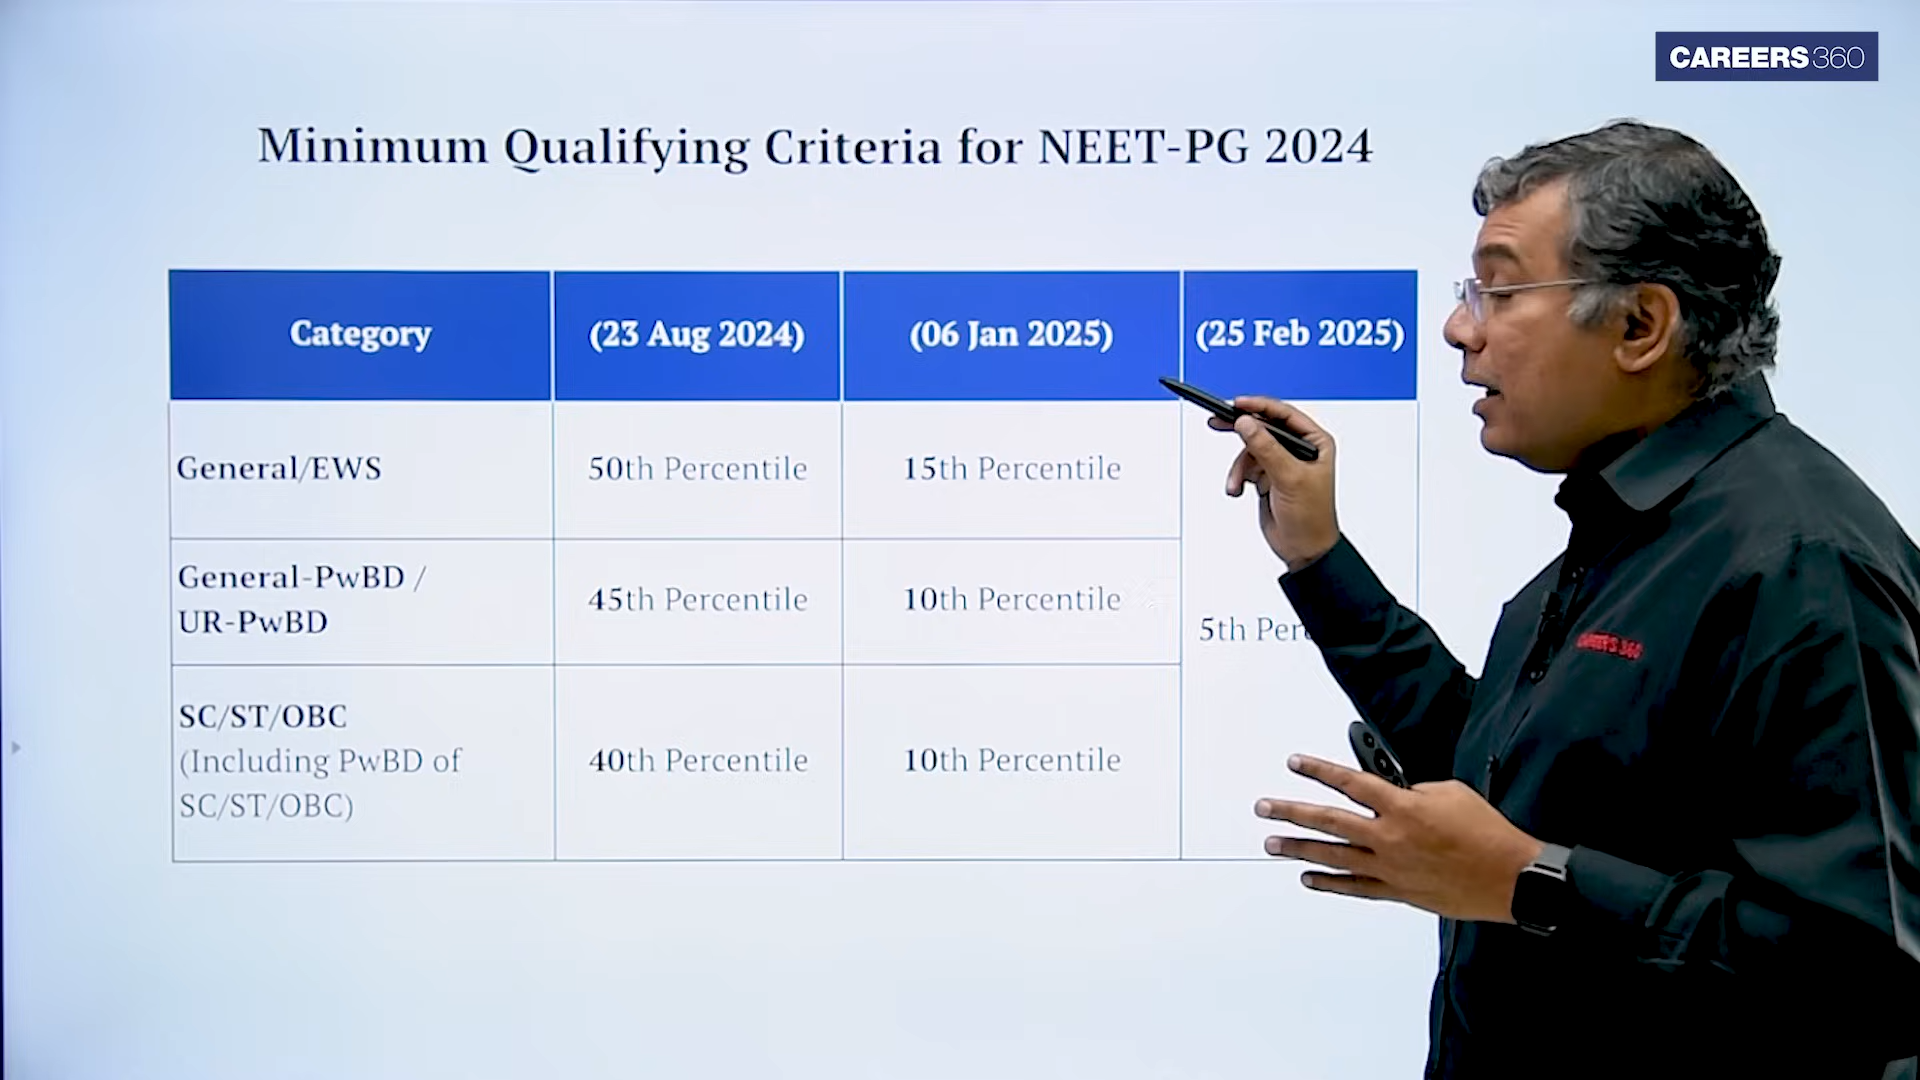 CAREERS360
Minimum Qualifying Criteria for NEET-PG 2024
Category
(23 Aug 2024)
(06 Jan 2025)
(25 Feb 2025)
General/EWS
50th Percentile
15th Percentile
General-PwBD /
UR-PwBD
45th Percentile
10th Percentile
5th
SC/ST/OBC
(Including PwBD of
SC/ST/OBC)
40th Percentile
10th Percentile
CAREERS 360